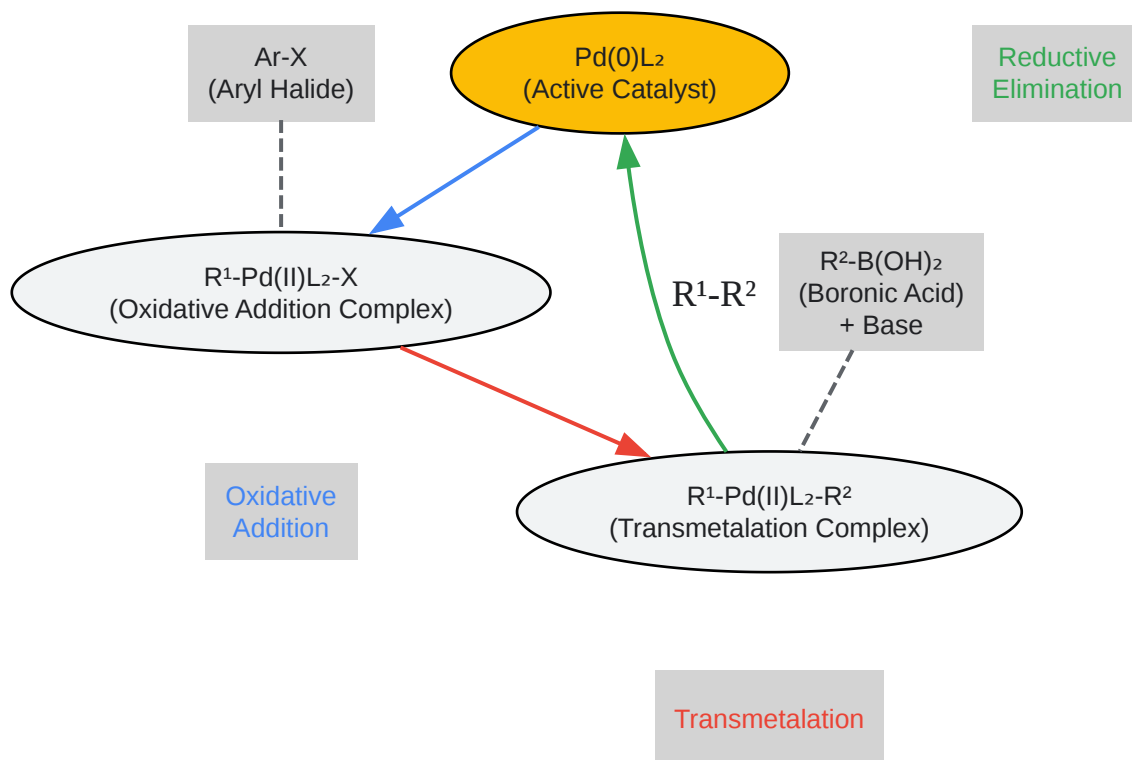 Ar-X
(Aryl Halide)
Pd(0)L₂
(Active Catalyst)
Reductive
Elimination
R¹-Pd(II)L₂-X
(Oxidative Addition Complex)
R¹-R²
R²-B(OH)₂
(Boronic Acid)
+ Base
Oxidative
Addition
R¹-Pd(II)L₂-R²
(Transmetalation Complex)
Transmetalation